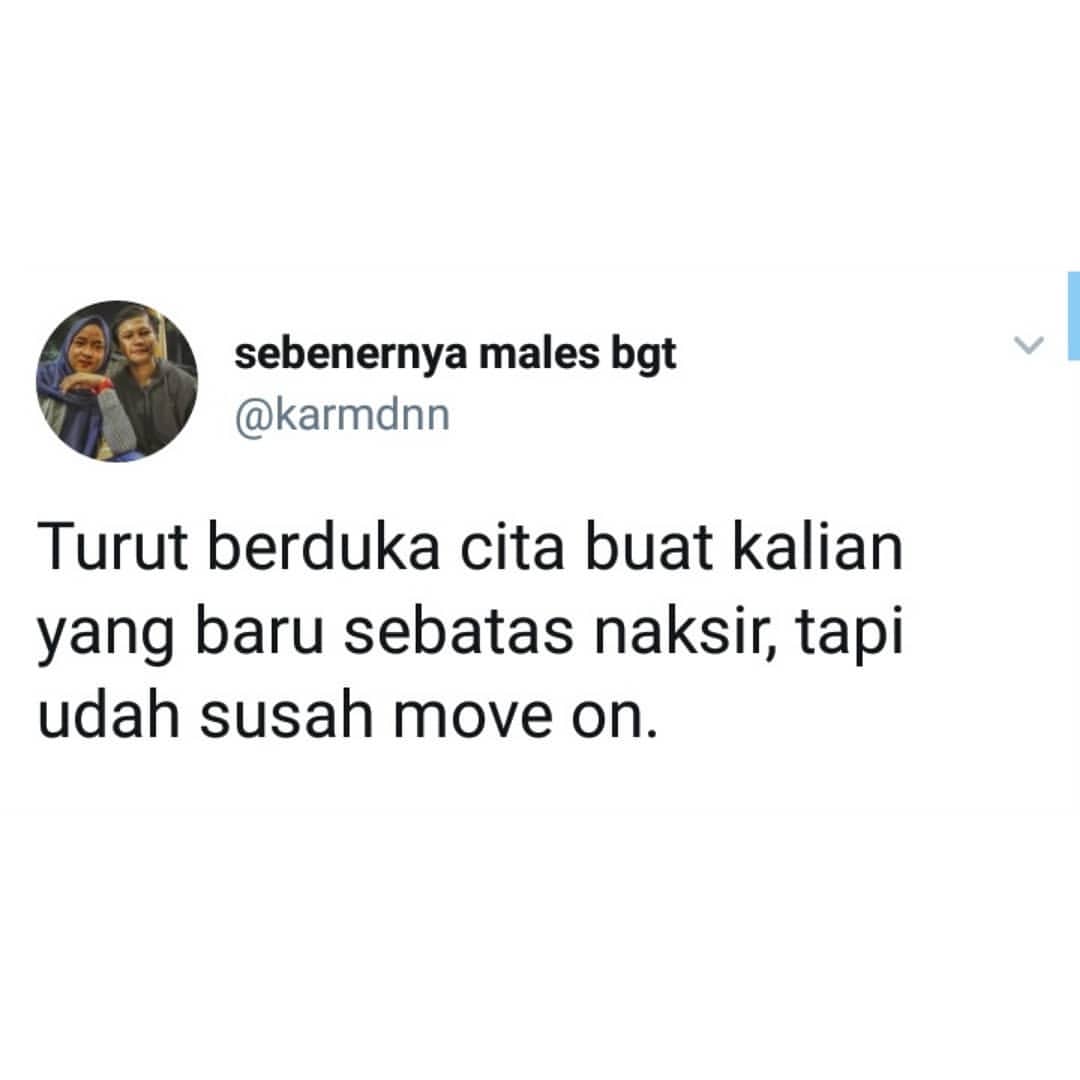 sebenernya males bgt
@karmdnn
Turut berduka cita buat kalian
yang baru sebatas naksir, tapi
udah susah move on.